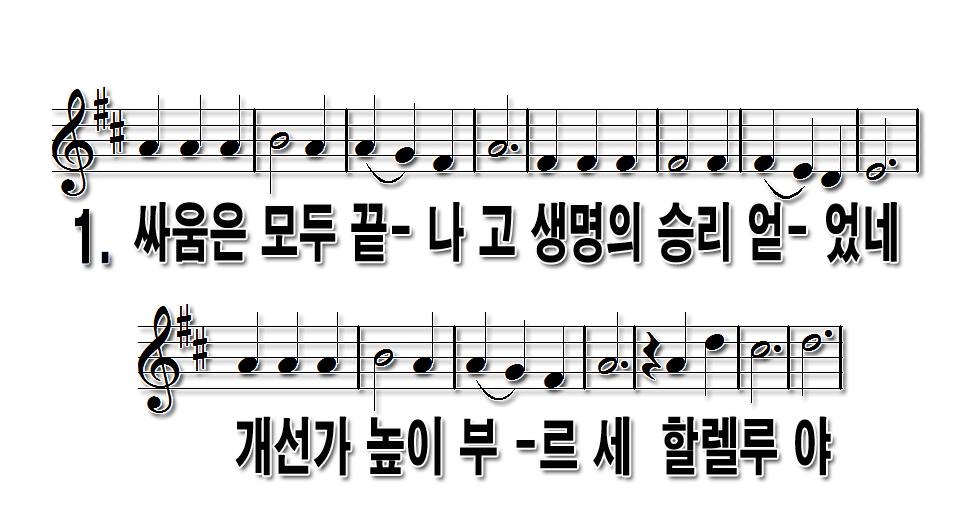 1. 싸움은 모두 끝- 나 고 생명의 승리 얻- 었네
개선가 높이 부 -르 세 할렐루 야